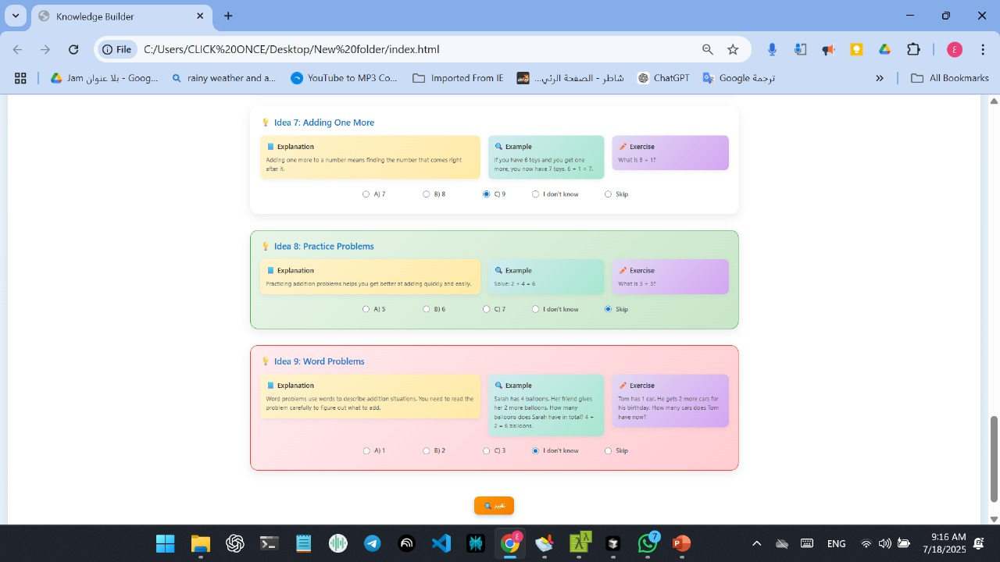 Knowledge Builder
File
C:/Users/CLICK%20ONCE/Desktop/New%20folder/index.html
Jam بلا عنوان - Goog...
rainy weather and a...
YouTube to MP3 Co...
Imported From IE
شاطر - الصفحة الرئي...
ChatGPT
ترجمة Google
All Bookmarks
Idea 7: Adding One More
Explanation
Adding one more to a number means finding the number that comes right
after it.
Example
If you have 6 toys and you get one
more, you now have 7 toys. 6 + 1 = 7.
Exercise
What is 8 + 1?
A) 7 B) 8 C) 9 I don't know Skip
Idea 8: Practice Problems
Explanation
Practicing addition problems helps you get better at adding quickly and easily.
Example
Solve: 2 + 4 = 6
Exercise
What is 3 + 3?
A) 5 B) 6 C) 7 I don't know Skip
Idea 9: Word Problems
Explanation
Word problems use words to describe addition situations. You need to read the
problem carefully to figure out what to add.
Example
Sarah has 4 balloons. Her friend gives
her 2 more balloons. How many
balloons does Sarah have in total? 4 +
2 = 6 balloons.
Exercise
Tom has 1 car. He gets 2 more cars for
his birthday. How many cars does Tom
have now?
A) 1 B) 2 C) 3 I don't know Skip
تقييم
ENG
9:16 AM
7/18/2025
7